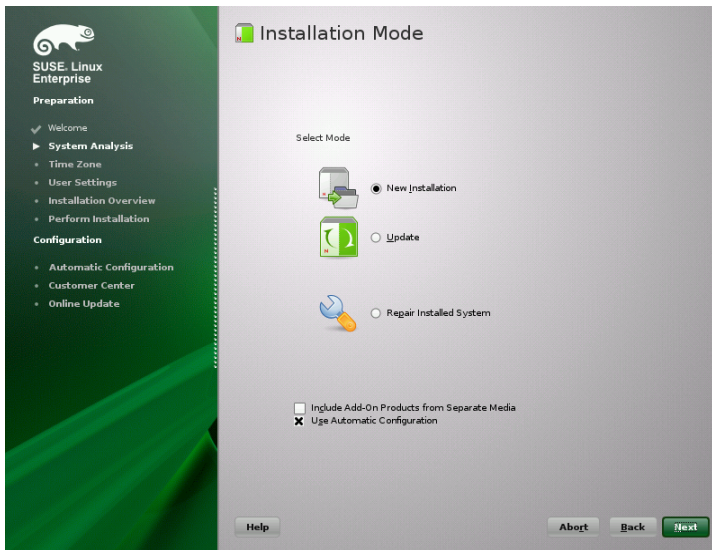 SUSE. Linux
Enterprise
Preparation
Welcome
System Analysis
Time Zone
User Settings
Installation Overview
Perform Installation
Configuration
Automatic Configuration
Customer Center
Online Update
Installation Mode
Select Mode
New Installation
Update
Repair Installed System
Include Add-On Products from Separate Media
Use Automatic Configuration
Help
Abort
Back
Next